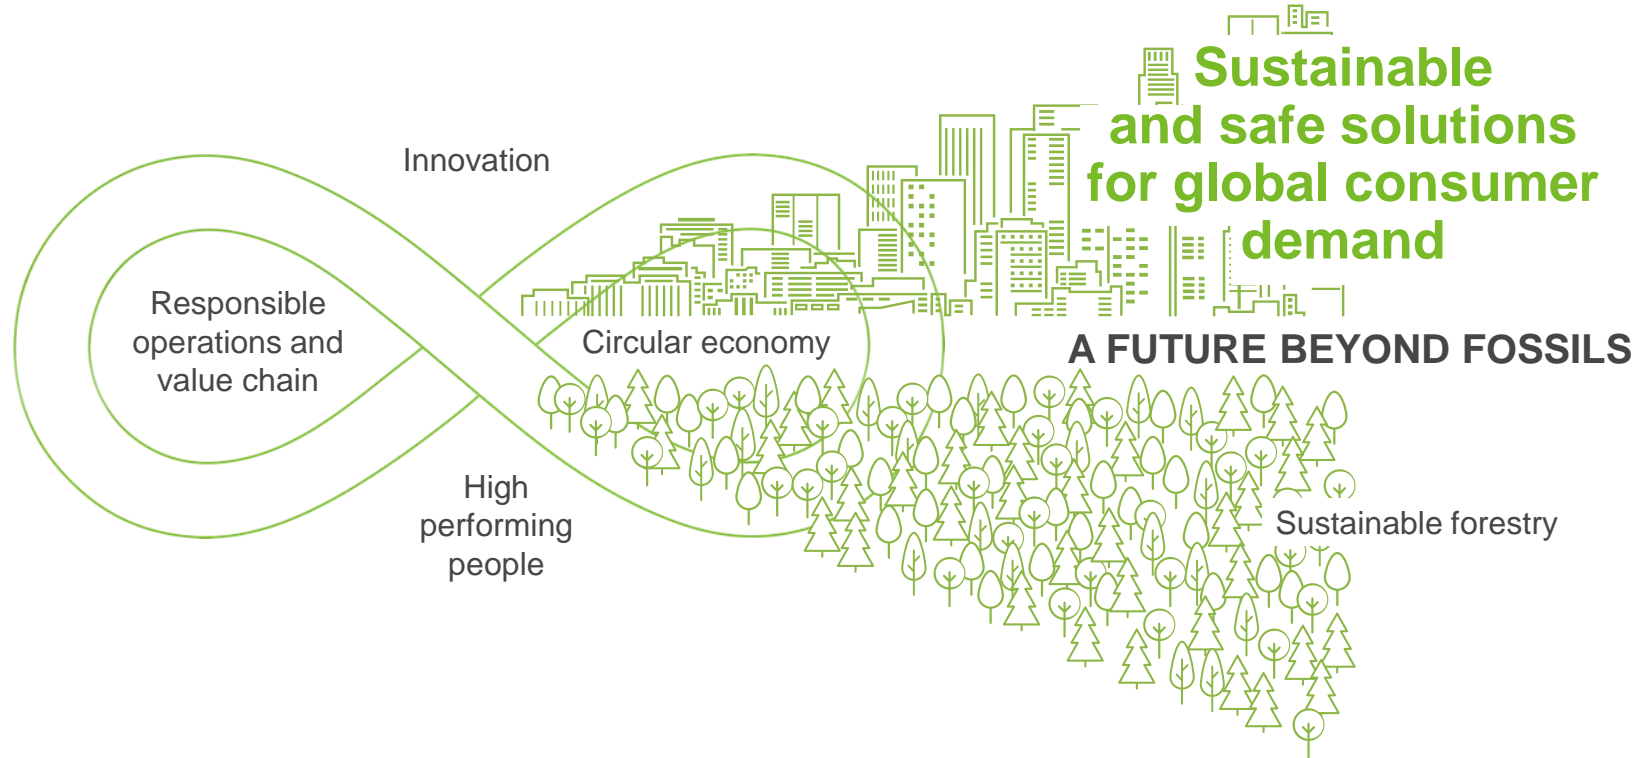 Sustainable
and safe solutions
for global consumer
demand
Innovation
Responsible
operations and
value chain
Circular economy
A FUTURE BEYOND FOSSILS
High
performing
people
Sustainable forestry